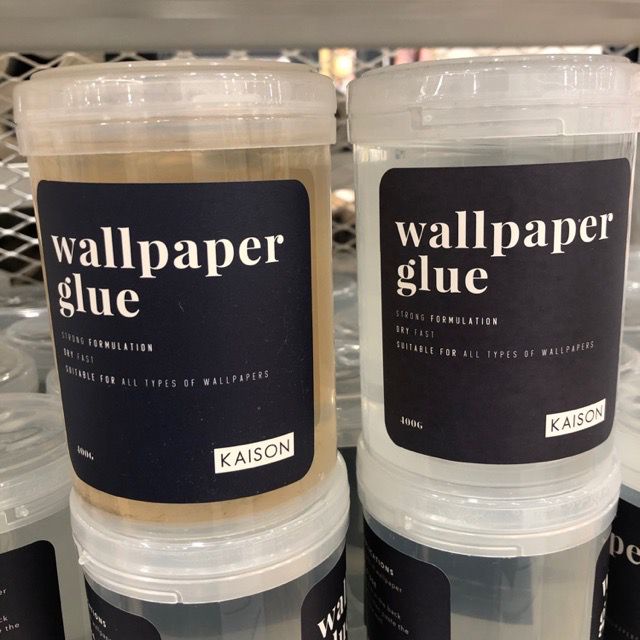 wallpaper
glue
STRONG FORMULATION
DRY FAST
SUITABLE FOR ALL TYPES OF WALLPAPERS
400G
KAISON
wallpaper
glue
STRONG FORMULATION
DRY FAST
SUITABLE FOR ALL TYPES OF WALLPAPERS
400G
KAISON